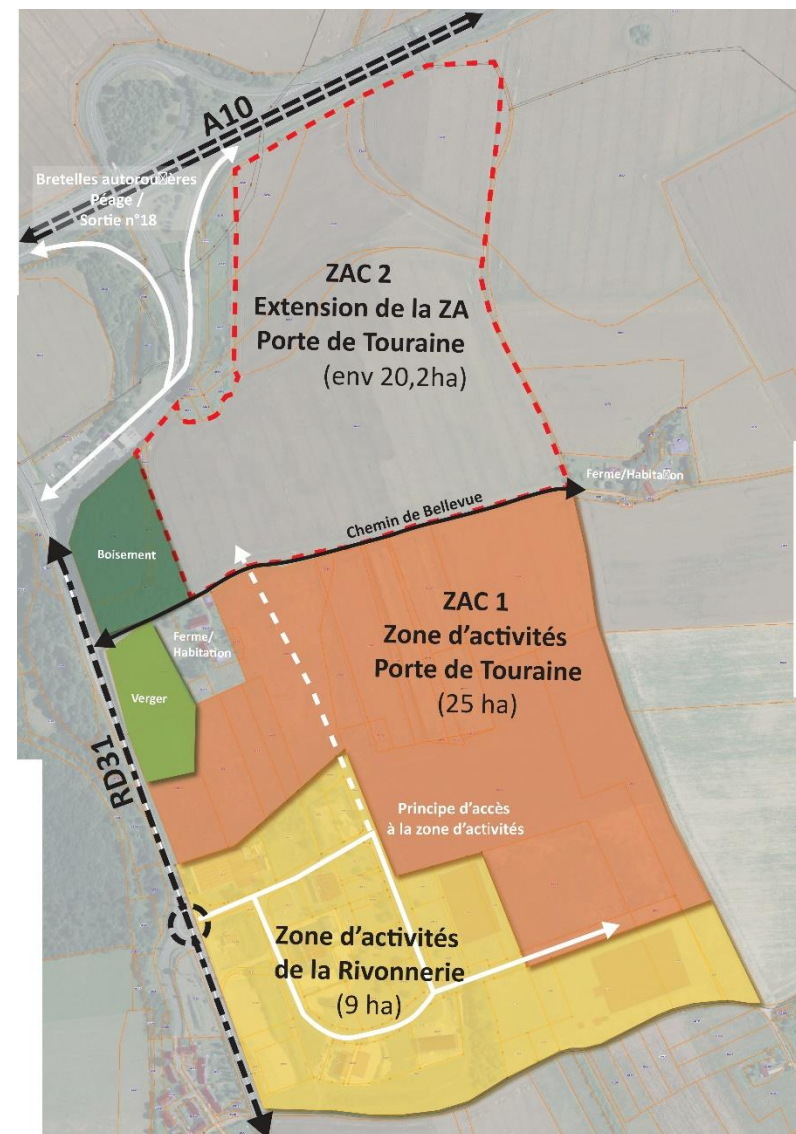 A10
Bretelles autorou
ères
Péage /
Sortie n°18
ZAC 2
Extension de la ZA
Porte de Touraine
(env 20,2ha)
Ferme/Habita
on
Chemin de Bellevue
Boisement
ZAC 1
Zone d'activités
Porte de Touraine
(25 ha)
Ferme/
Habitation
Verger
RD31
Principe d'accès
à la zone d'activités
Zone d'activités
de la Rivonnerie
(9 ha)